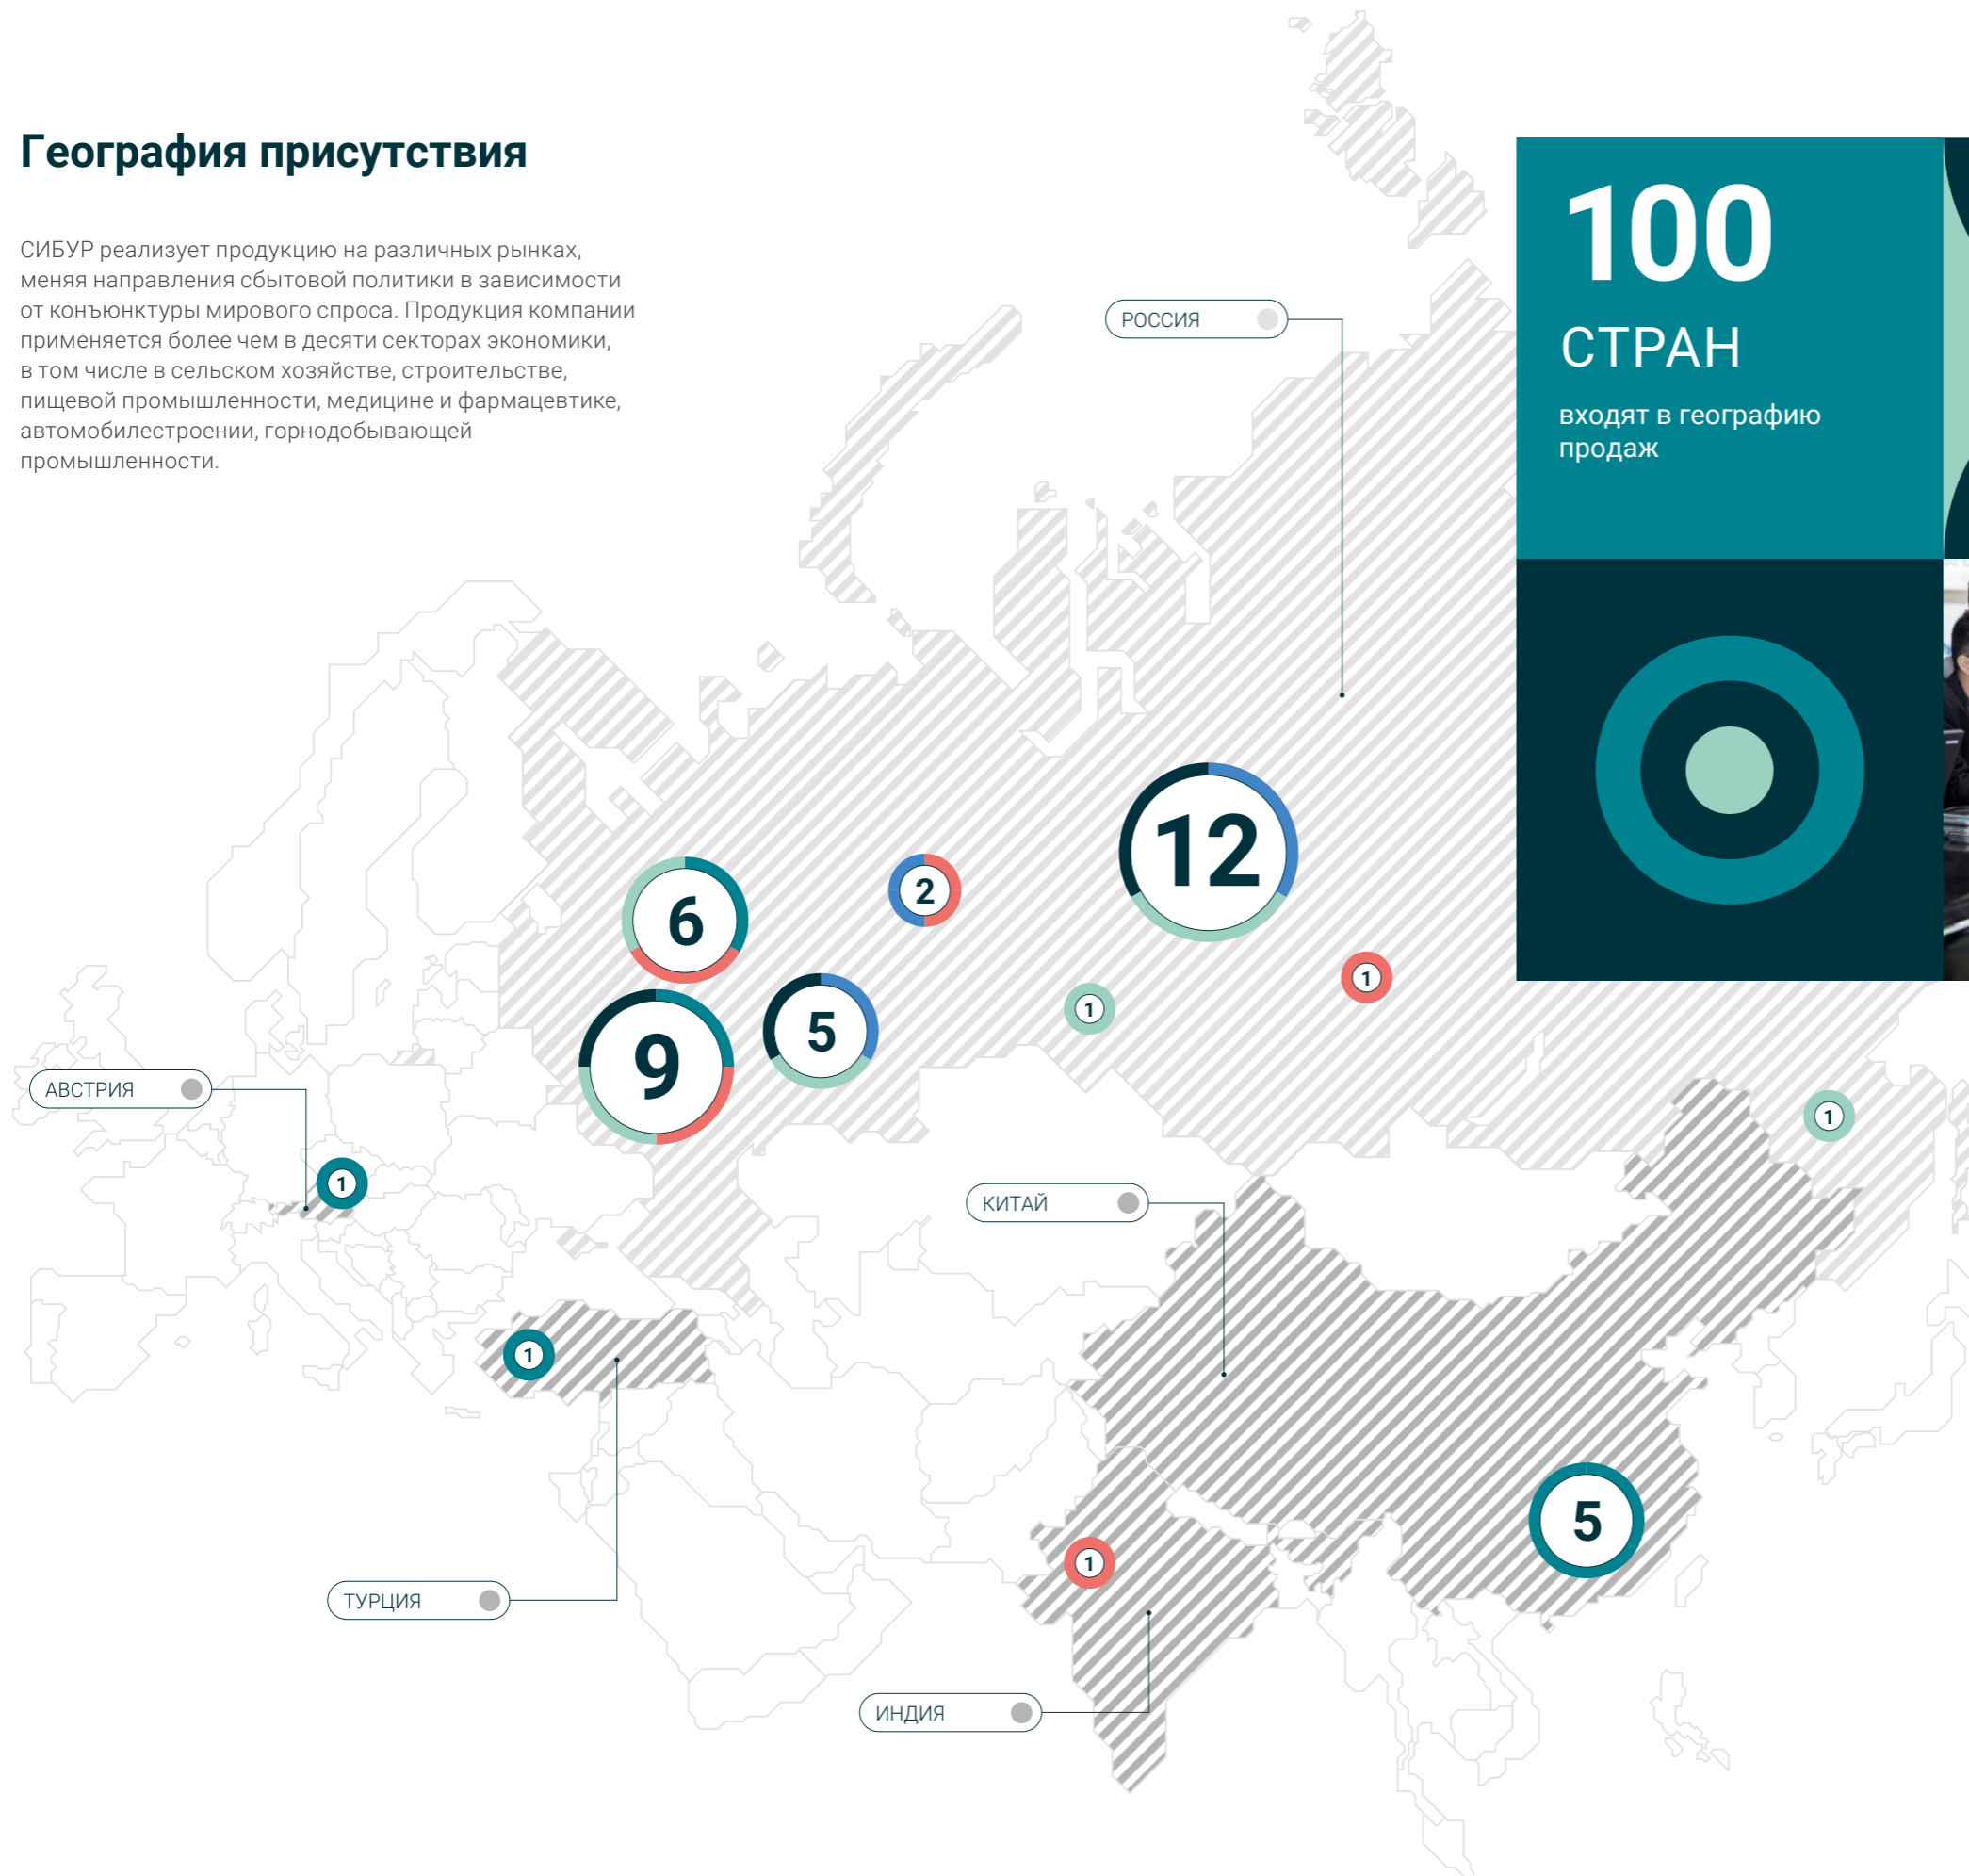 География присутствия
СИБУР реализует продукцию на различных рынках,
меняя направления сбытовой политики в зависимости
от конъюнктуры мирового спроса. Продукция компании
применяется более чем в десяти секторах экономики,
в том числе в сельском хозяйстве, строительстве,
пищевой промышленности, медицине и фармацевтике,
автомобилестроении, горнодобывающей
промышленности.
100
СТРАН
входят в географию
продаж
РОССИЯ
12
6
2
1
1
9
5
АВСТРИЯ
1
1
КИТАЙ
1
5
1
ТУРЦИЯ
ИНДИЯ